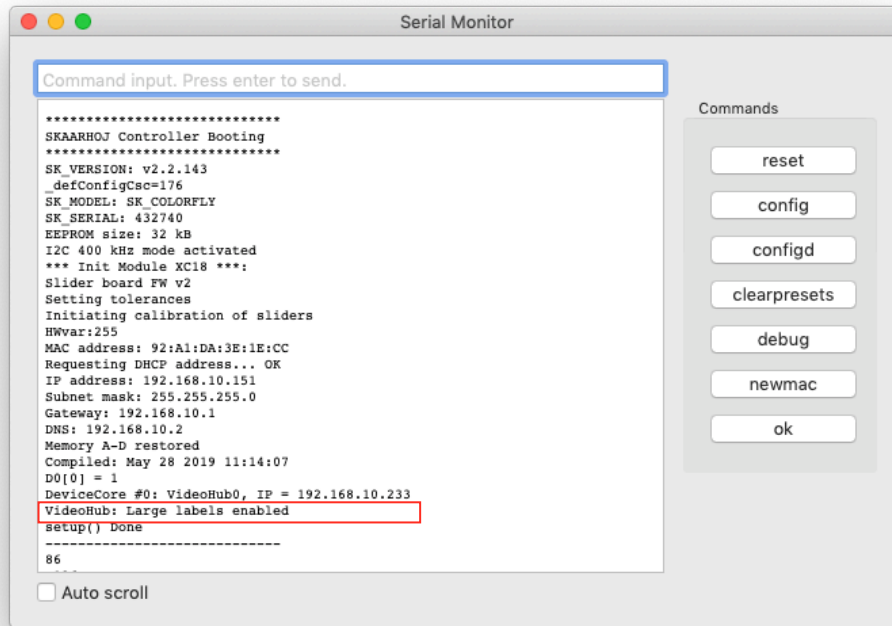 Serial Monitor
Command input. Press enter to send.
*****************************
SKAARHOJ Controller Booting
*****************************
SK_VERSION: v2.2.143
_defConfigCsc=176
SK_MODEL: SK_COLORFLY
SK_SERIAL: 432740
EEPROM size: 32 kB
I2C 400 kHz mode activated
*** Init Module XC18 ***:
Slider board FW v2
Setting tolerances
Initiating calibration of sliders
HWvar:255
MAC address: 92:A1:DA:3E:1E:CC
Requesting DHCP address... OK
IP address: 192.168.10.151
Subnet mask: 255.255.255.0
Gateway: 192.168.10.1
DNS: 192.168.10.2
Memory A-D restored
Compiled: May 28 2019 11:14:07
D0[0] = 1
DeviceCore #0: VideoHub0, IP = 192.168.10.233
VideoHub: Large labels enabled
setup() Done
-----------------------------
86
Auto scroll
Commands
reset
config
configd
clearpresets
debug
newmac
ok